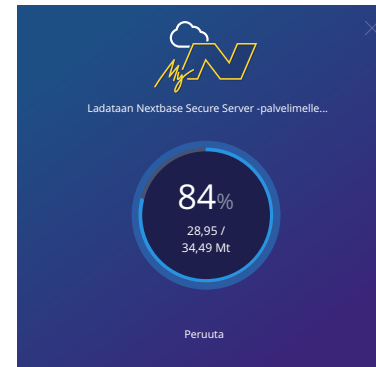 My N
Ladataan Nextbase Secure Server -palvelimelle...
84%
28,95 /
34,49 Mt
Peruuta